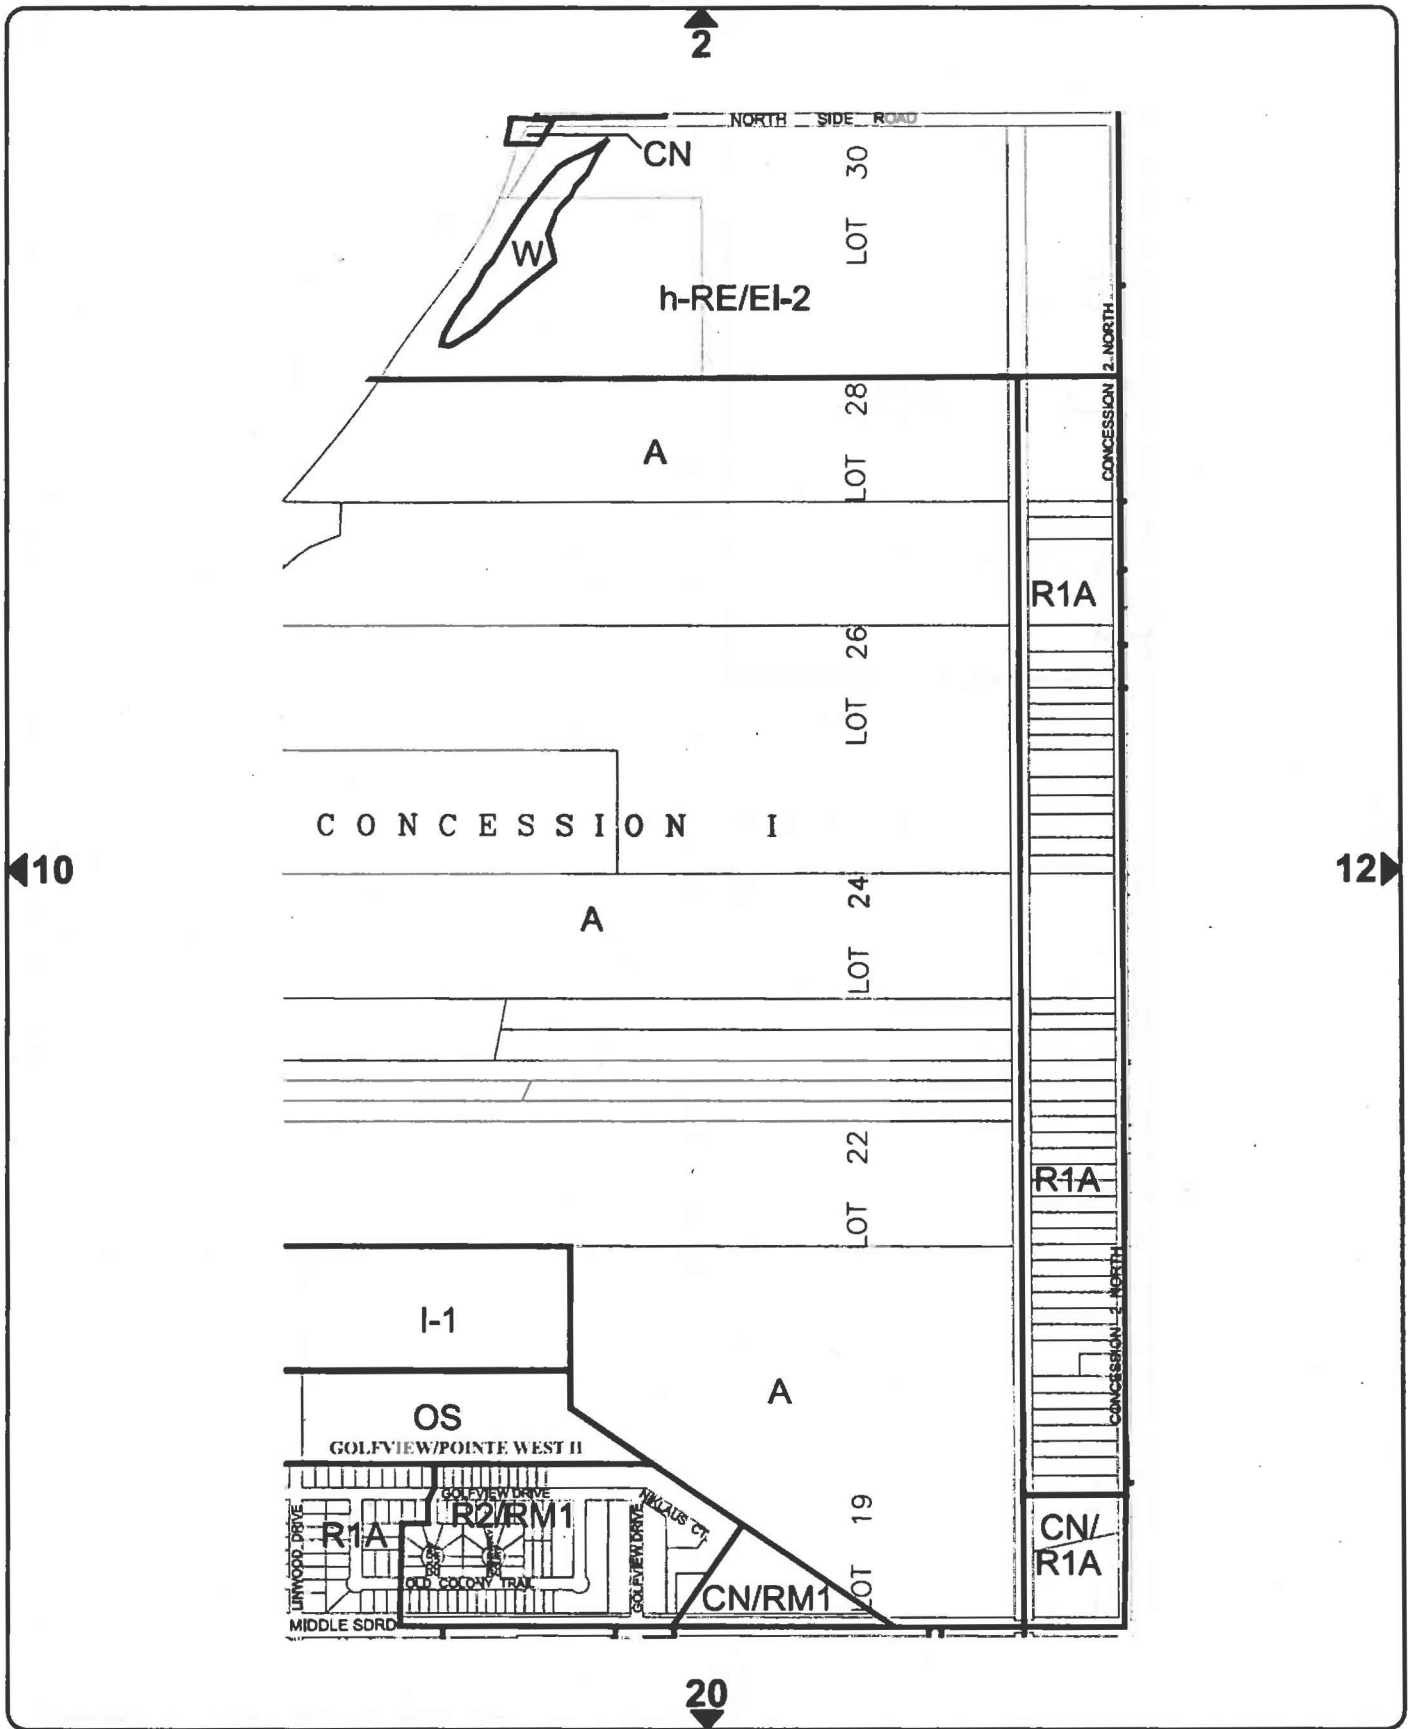 2
NORTH SIDE ROAD
CN
LOT 30
W
h-RE/EI-2
CONCESSION 2 NORTH
LOT 28
A
R1A
LOT 26
CONCESSION I
10
12
LOT 24
A
LOT 22
R1A
I-1
CONCESSION 2 NORTH
A
OS
GOLFVIEW/POINTE WEST II
GOLFVIEW DRIVE
NIKLAUS CT.
LOT 19
R2/RM1
R1A
LINWOOD DRIVE
GOLFVIEW DRIVE
CN/
R1A
OLD COLONY TRAIL
CN/RM1
MIDDLE SDRD
20